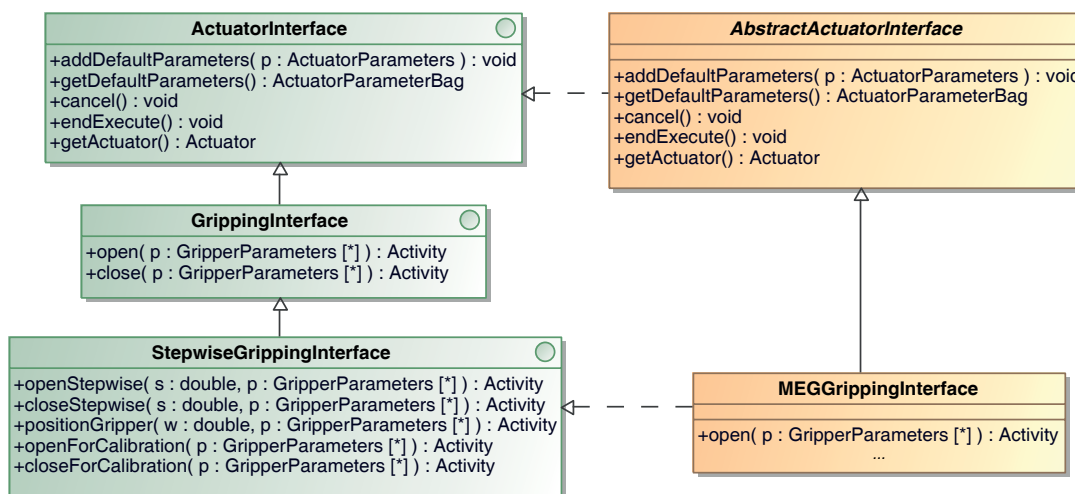 ActuatorInterface
+addDefaultParameters( p : ActuatorParameters ) : void
+getDefaultParameters() : ActuatorParameterBag
+cancel() : void
+endExecute() : void
+getActuator() : Actuator
AbstractActuatorInterface
+addDefaultParameters( p : ActuatorParameters ) : void
+getDefaultParameters() : ActuatorParameterBag
+cancel() : void
+endExecute() : void
+getActuator() : Actuator
GrippingInterface
+open( p : GripperParameters [*] ) : Activity
+close( p : GripperParameters [*] ) : Activity
StepwiseGrippingInterface
+openStepwise( s : double, p : GripperParameters [*] ) : Activity
+closeStepwise( s : double, p : GripperParameters [*] ) : Activity
+positionGripper( w : double, p : GripperParameters [*] ) : Activity
+openForCalibration( p : GripperParameters [*] ) : Activity
+closeForCalibration( p : GripperParameters [*] ) : Activity
MEGGrippingInterface
+open( p : GripperParameters [*] ) : Activity
...